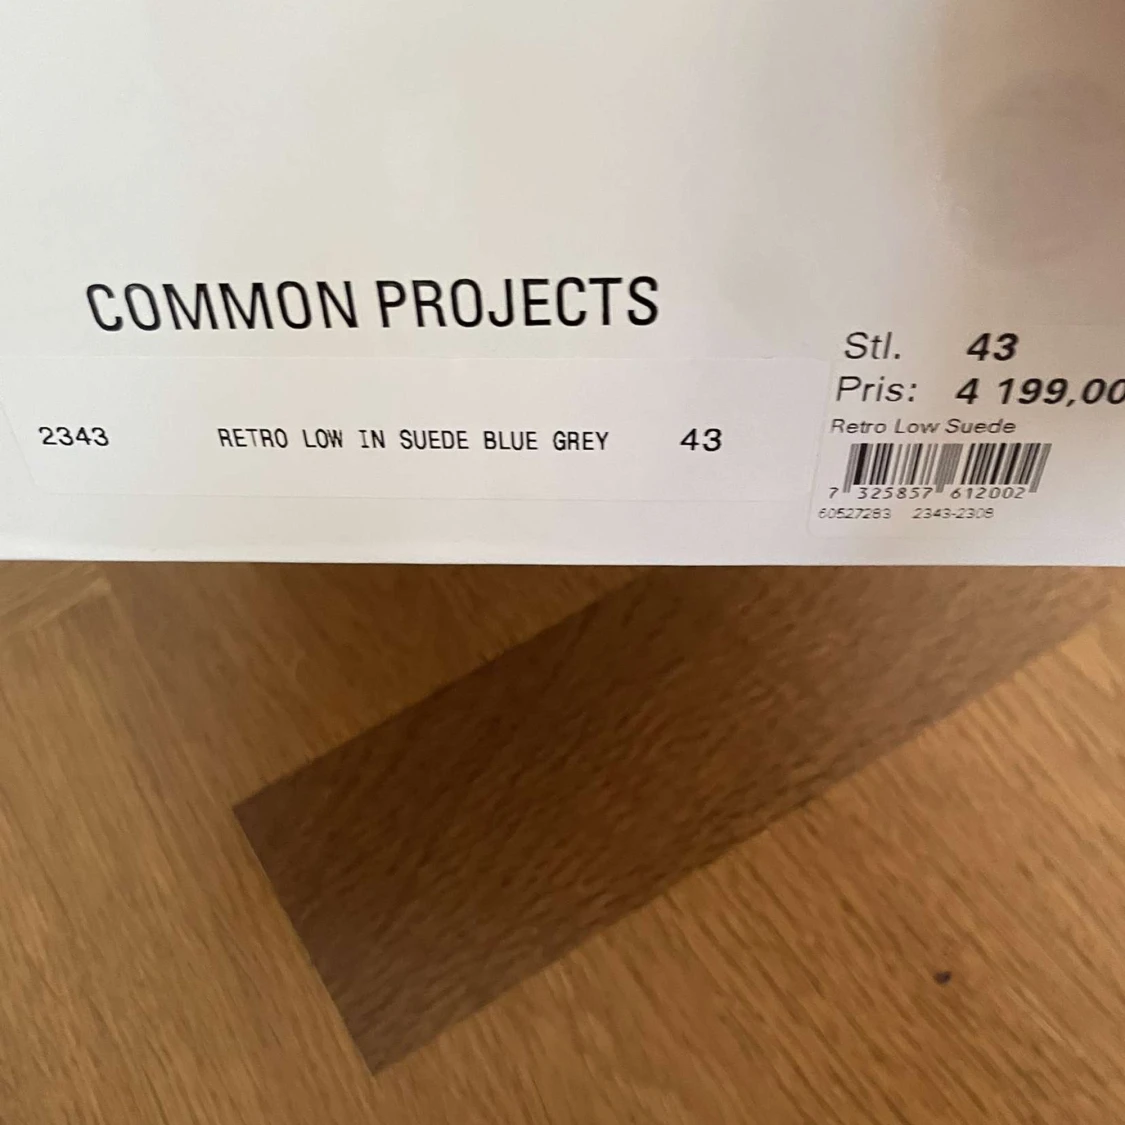 COMMON PROJECTS
2343 RETRO LOW IN SUEDE BLUE GREY 43
Stl. 43
Pris: 4 199,00
Retro Low Suede
7 325857 612002
60527283 2343-2308